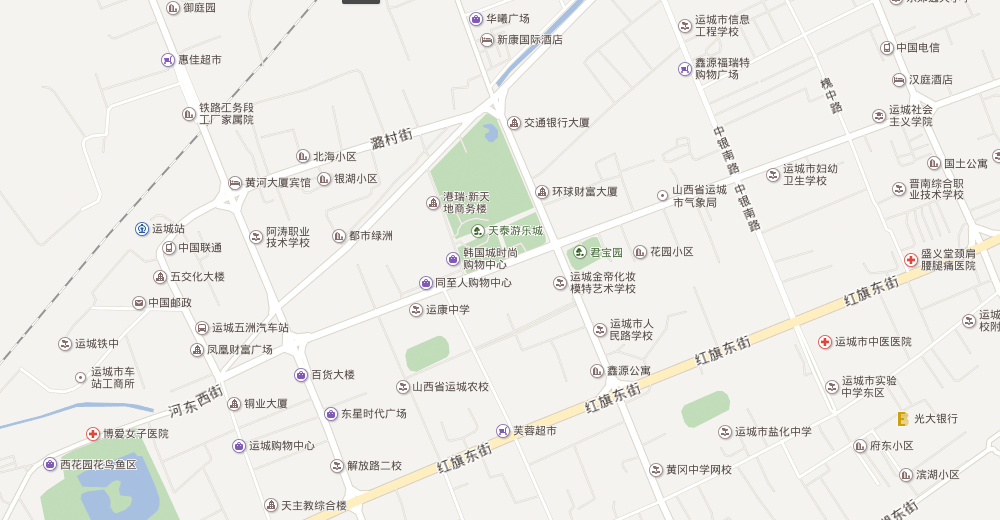 御庭园
华曦广场
新康国际酒店
运城市信息
工程学校
中国电信
惠佳超市
鑫源福瑞特
购物广场
汉庭酒店
槐中路
铁路工务段
工厂家属院
交通银行大厦
运城社会
主义学院
潞村街
中银南路
北海小区
国土公寓
黄河大厦宾馆
银湖小区
运城市妇幼
卫生学校
晋南综合职
业技术学校
港瑞·新天
地商务楼
环球财富大厦
山西省运城
市气象局
中银南路
运城站
阿涛职业
技术学校
都市绿洲
天泰游乐城
中国联通
韩国城时尚
购物中心
君宝园
花园小区
盛义堂颈肩
腰腿痛医院
五交化大楼
同至人购物中心
运城金帝化妆
模特艺术学校
红旗东街
中国邮政
运康中学
运城五洲汽车站
运城市人
民路学校
运城
校附
运城铁中
凤凰财富广场
红旗东街
运城市中医医院
运城市车
站工商所
百货大楼
鑫源公寓
山西省运城农校
运城市实验
中学东区
河东西街
铜业大厦
东星时代广场
红旗东街
光大银行
博爱女子医院
运城购物中心
芙蓉超市
运城市盐化中学
府东小区
西花园花鸟鱼区
解放路二校
红旗东街
黄冈中学网校
滨湖小区
天主教综合楼